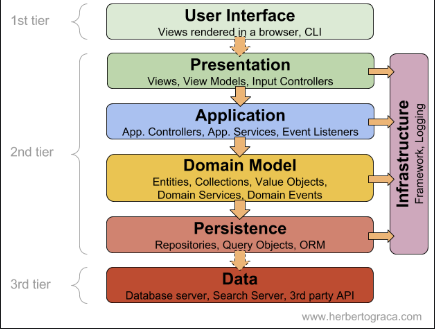 1st tier
User Interface
Views rendered in a browser, CLI
2nd tier
Presentation
Views, View Models, Input Controllers
Application
App. Controllers, App. Services, Event Listeners
Domain Model
Entities, Collections, Value Objects,
Domain Services, Domain Events
Persistence
Repositories, Query Objects, ORM
Infrastructure
Framework, Logging
3rd tier
Data
Database server, Search Server, 3rd party API
www.herbertograca.com